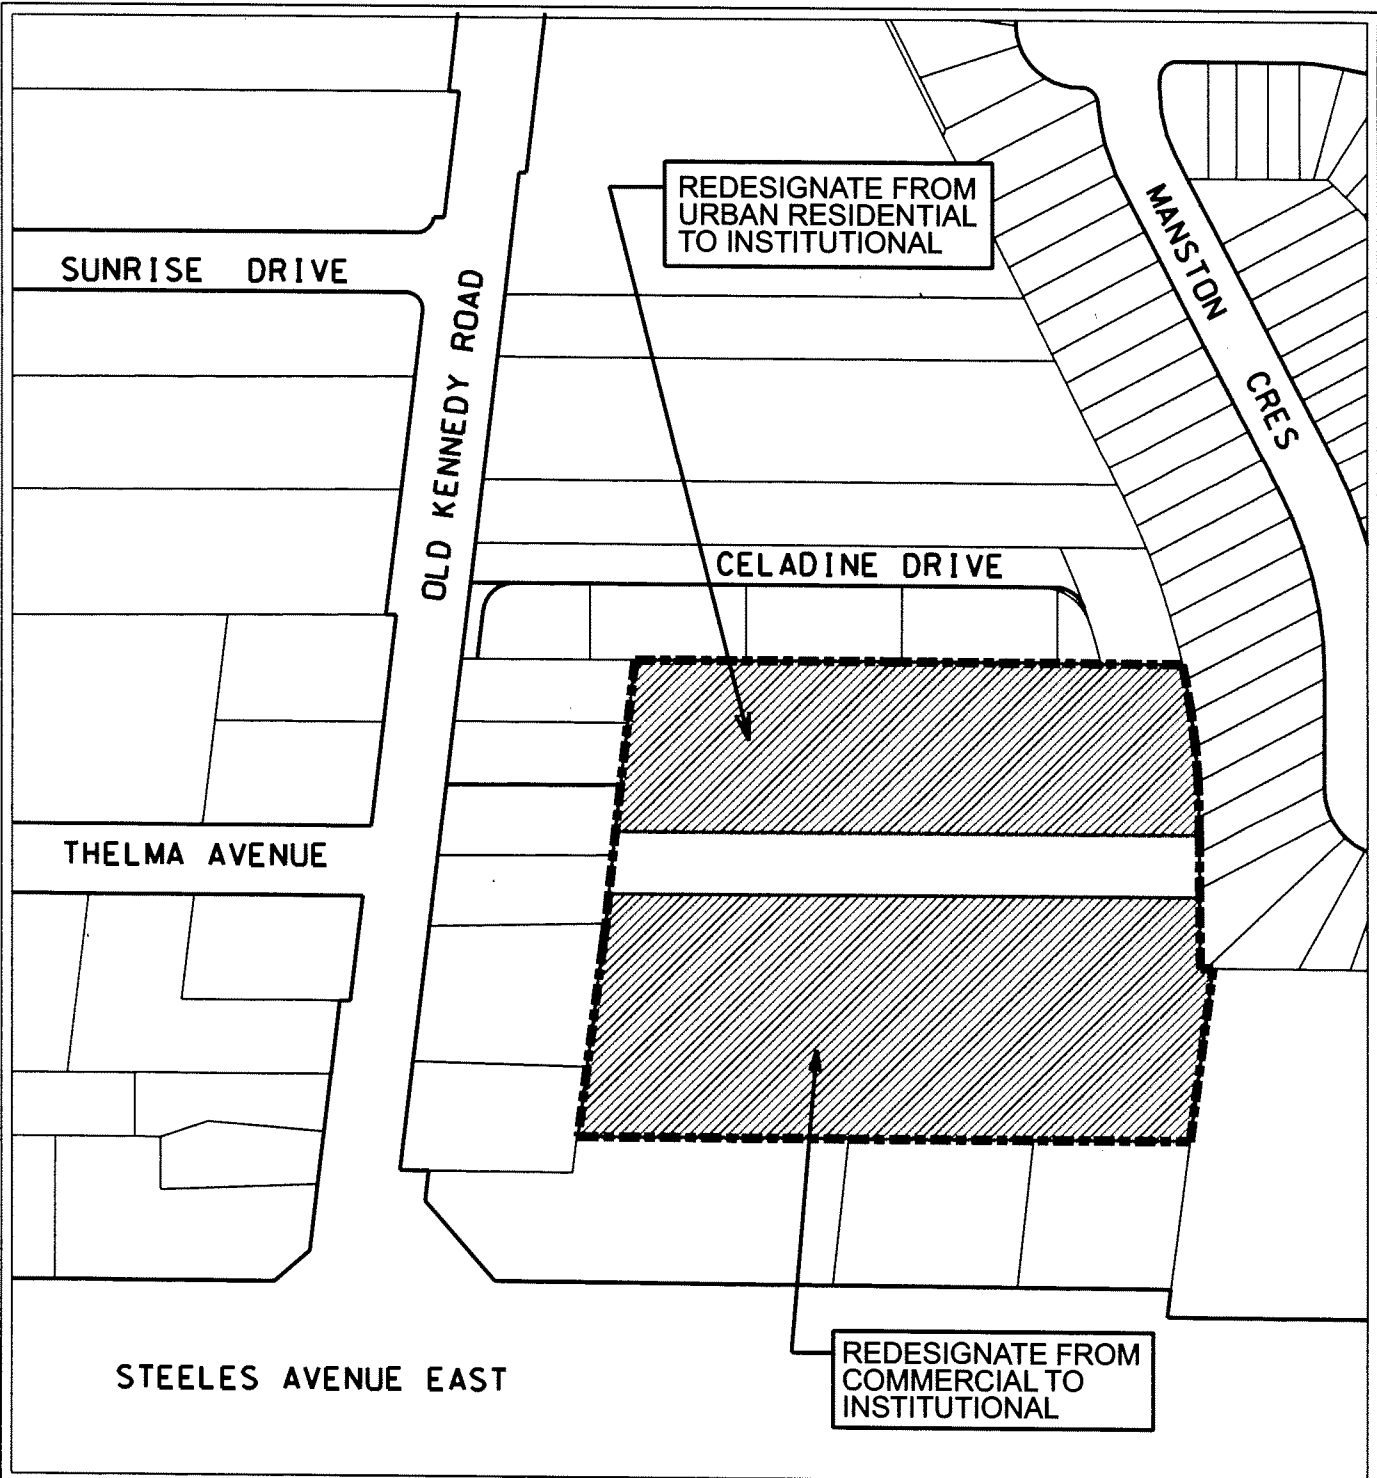 REDESIGNATE FROM
URBAN RESIDENTIAL
TO INSTITUTIONAL
MANSTON CRES
SUNRISE DRIVE
OLD KENNEDY ROAD
CELADINE DRIVE
THELMA AVENUE
STEELES AVENUE EAST
REDESIGNATE FROM
COMMERCIAL TO
INSTITUTIONAL